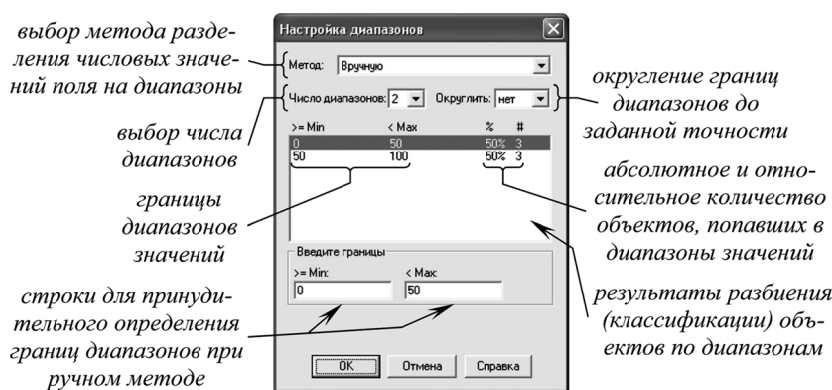 выбор метода разде-
ления числовых значе-
ний поля на диапазоны
выбор числа
диапазонов
границы
диапазонов
значений
строки для принуди-
тельного определения
границ диапазонов при
ручном методе
Настройка диапазонов
Метод: Вручную
Число диапазонов: 2 Округлить: нет
>= Min < Max % #
0 50 50% 3
50 100 50% 3
Введите границы
>= Min: < Max:
0 50
OK Отмена Справка
округление границ
диапазонов до
заданной точности
абсолютное и отно-
сительное количество
объектов, попавших в
диапазоны значений
результаты разбиения
(классификации) объ-
ектов по диапазонам